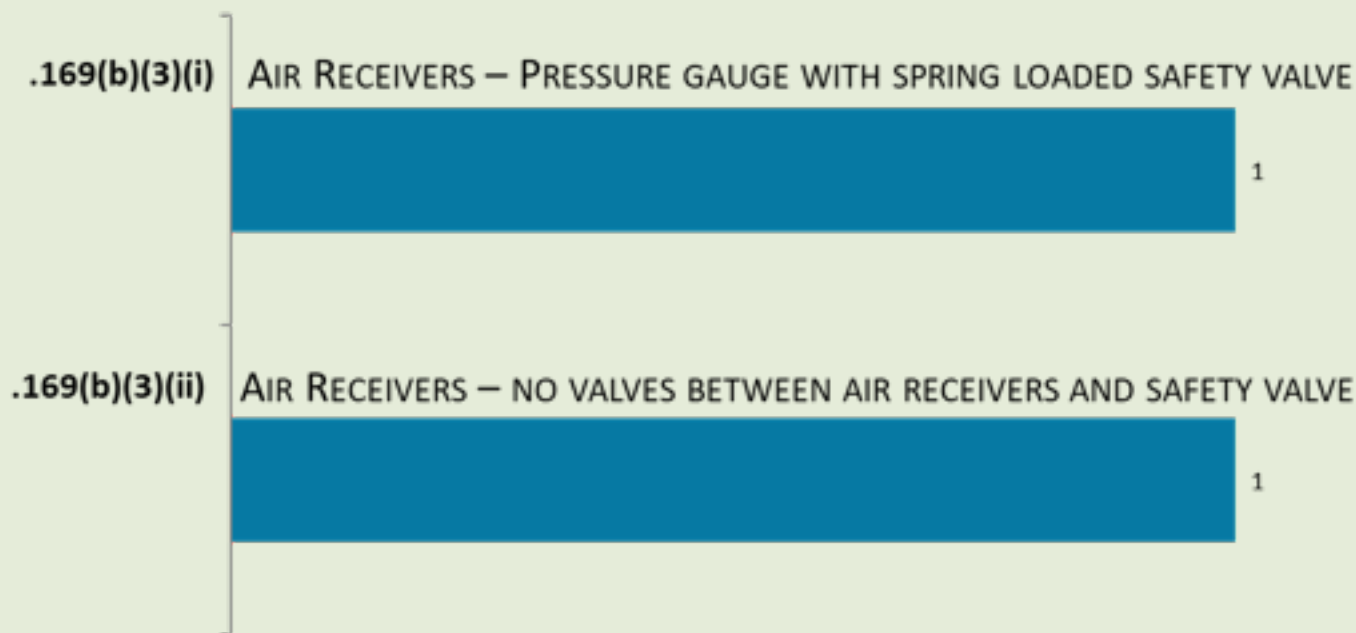 .169(b)(3)(i) Air Receivers – Pressure gauge with spring loaded safety valve
1
.169(b)(3)(ii) Air Receivers – no valves between air receivers and safety valve
1